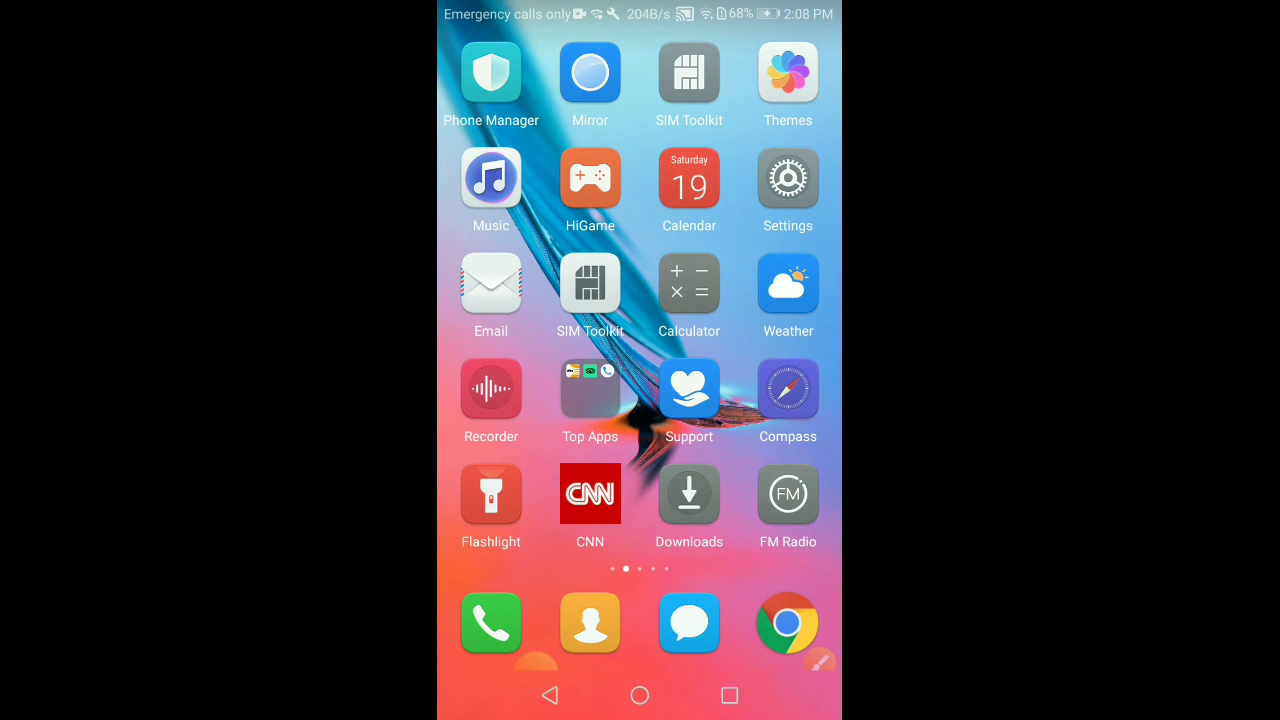 Emergency calls only 204B/s 68% 2:08 PM
Phone Manager Mirror SIM Toolkit Themes
Saturday
19
Music HiGame Calendar Settings
Email SIM Toolkit Calculator Weather
Recorder Top Apps Support Compass
CNN FM
Flashlight CNN Downloads FM Radio